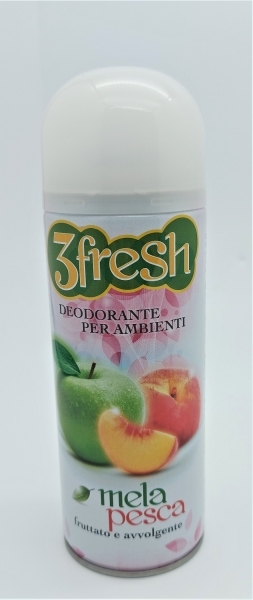 3fresh
DEODORANTE
PER AMBIENTI
mela
pesca
fruttato e avvolgente